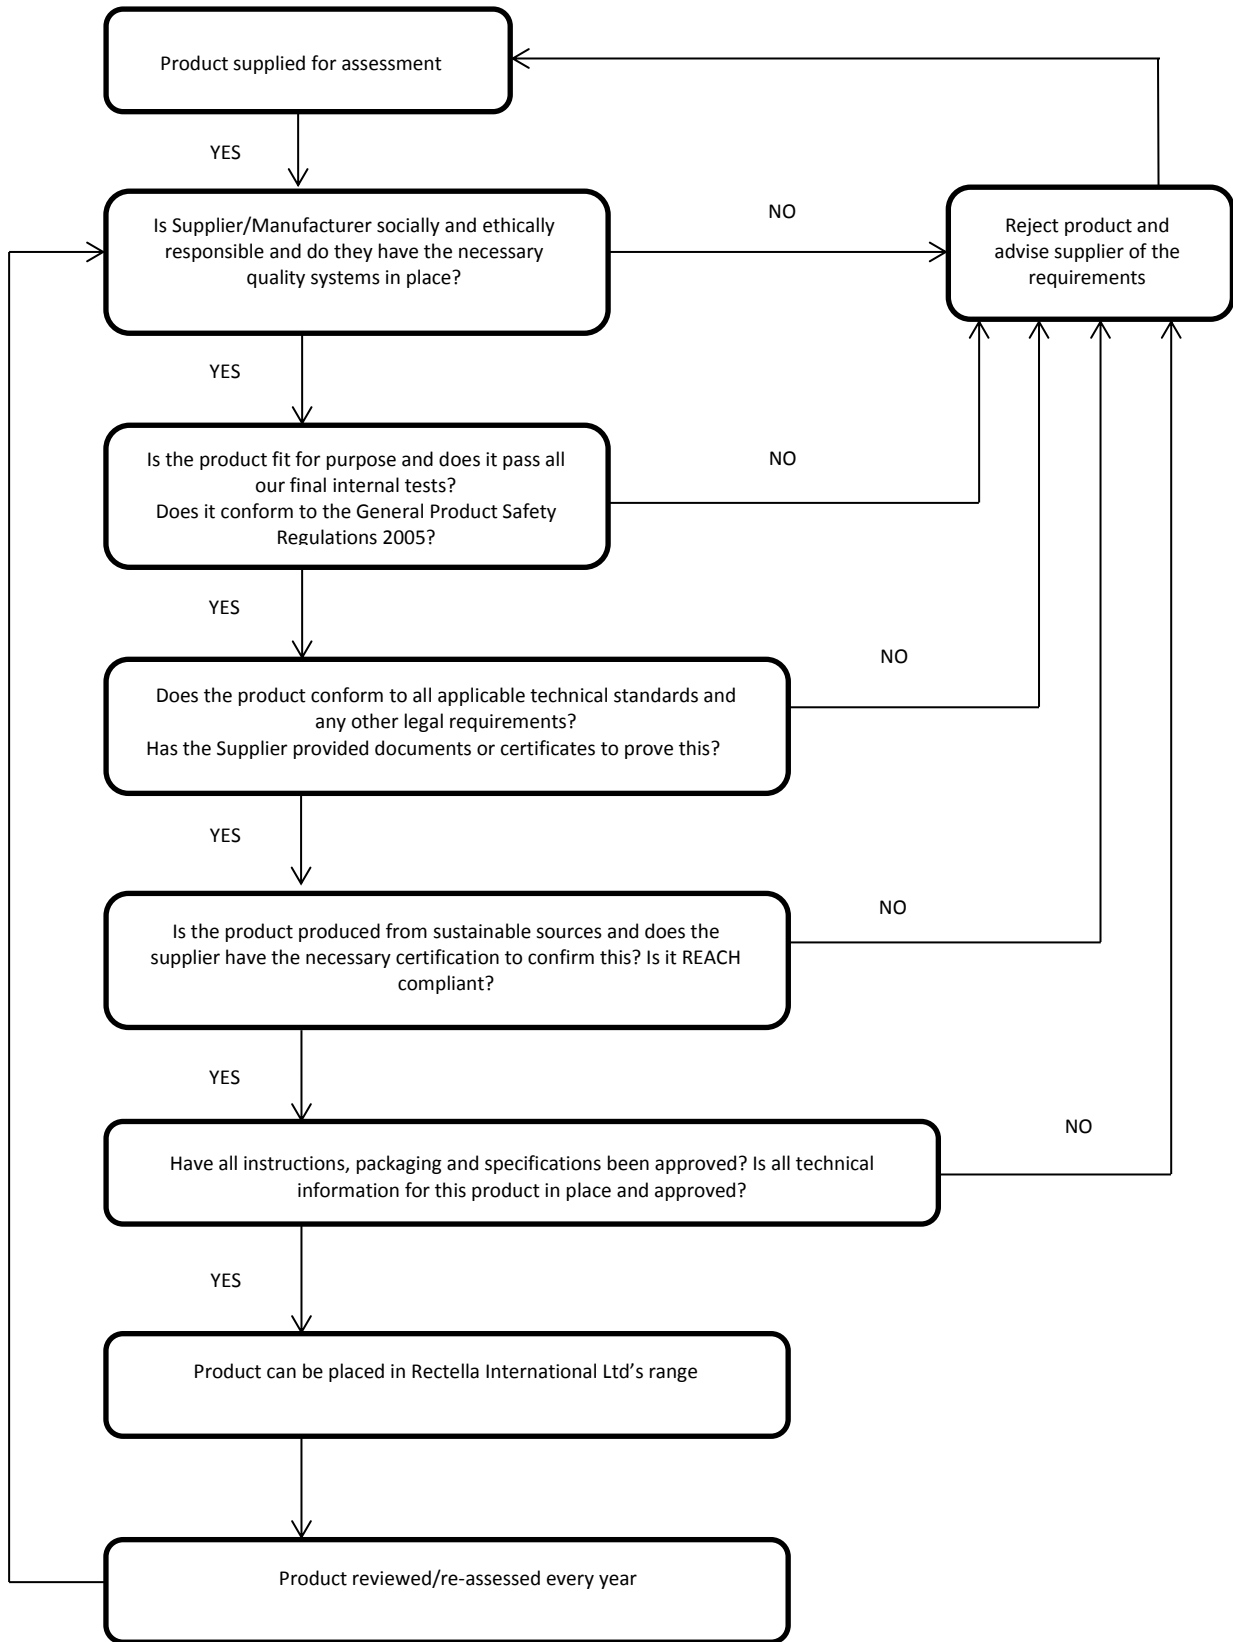 Product supplied for assessment
YES
Is Supplier/Manufacturer socially and ethically
responsible and do they have the necessary
quality systems in place?
NO
Reject product and
advise supplier of the
requirements
YES
Is the product fit for purpose and does it pass all
our final internal tests?
Does it conform to the General Product Safety
Regulations 2005?
NO
YES
Does the product conform to all applicable technical standards and
any other legal requirements?
Has the Supplier provided documents or certificates to prove this?
NO
YES
Is the product produced from sustainable sources and does the
supplier have the necessary certification to confirm this? Is it REACH
compliant?
NO
YES
Have all instructions, packaging and specifications been approved? Is all technical
information for this product in place and approved?
NO
YES
Product can be placed in Rectella International Ltd’s range
Product reviewed/re-assessed every year